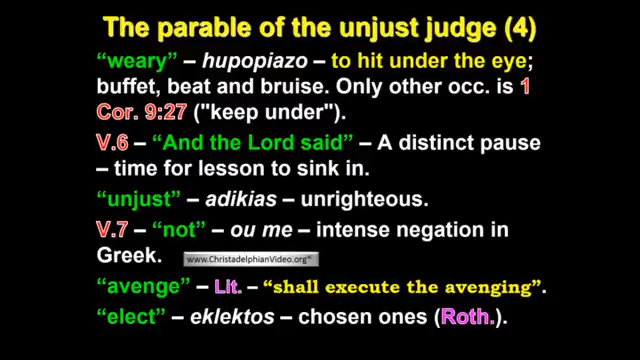 The parable of the unjust judge (4)
“weary” – hupopiazo – to hit under the eye;
buffet, beat and bruise. Only other occ. is 1
Cor. 9:27 ("keep under").
V.6 – “And the Lord said” – A distinct pause
– time for lesson to sink in.
“unjust” – adikias – unrighteous.
V.7 – “not” – ou me – intense negation in
Greek.
www.ChristadelphianVideo.org
“avenge” – Lit. – “shall execute the avenging”.
“elect” – eklektos – chosen ones (Roth.).